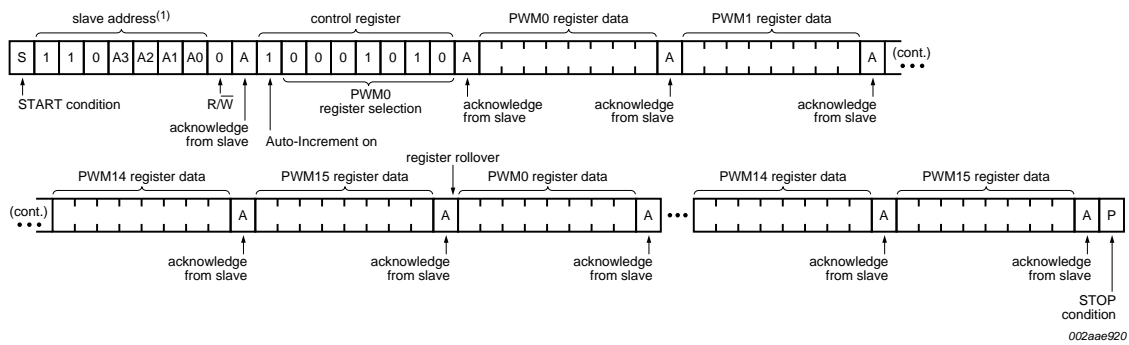 slave address(1) control register PWM0 register data PWM1 register data
S 1 1 0 A3 A2 A1 A0 0 A 1 0 0 0 1 0 1 0 A A A (cont.)
START condition
R/W
acknowledge
from slave
Auto-Increment on
PWM0
register selection
acknowledge
from slave
acknowledge
from slave
acknowledge
from slave
register rollover
PWM14 register data PWM15 register data PWM0 register data PWM14 register data PWM15 register data
(cont.) A A A A A P
acknowledge
from slave
acknowledge
from slave
acknowledge
from slave
acknowledge
from slave
acknowledge
from slave
STOP
condition
002aae920